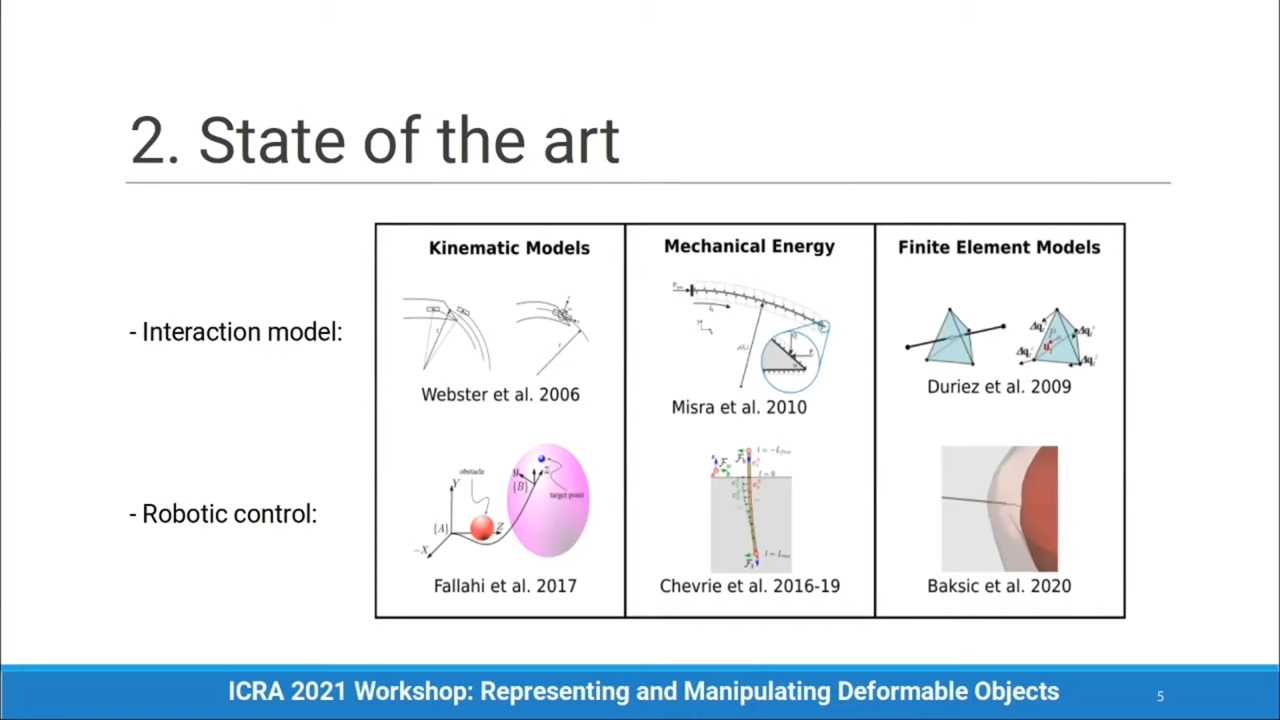 2. State of the art
Kinematic Models
Mechanical Energy
Finite Element Models
- Interaction model:
Webster et al. 2006
Misra et al. 2010
Duriez et al. 2009
- Robotic control:
obstacle
target point
{A}
{B}
Y
Z
-X
Fallahi et al. 2017
Chevrie et al. 2016-19
Baksic et al. 2020
ICRA 2021 Workshop: Representing and Manipulating Deformable Objects
5